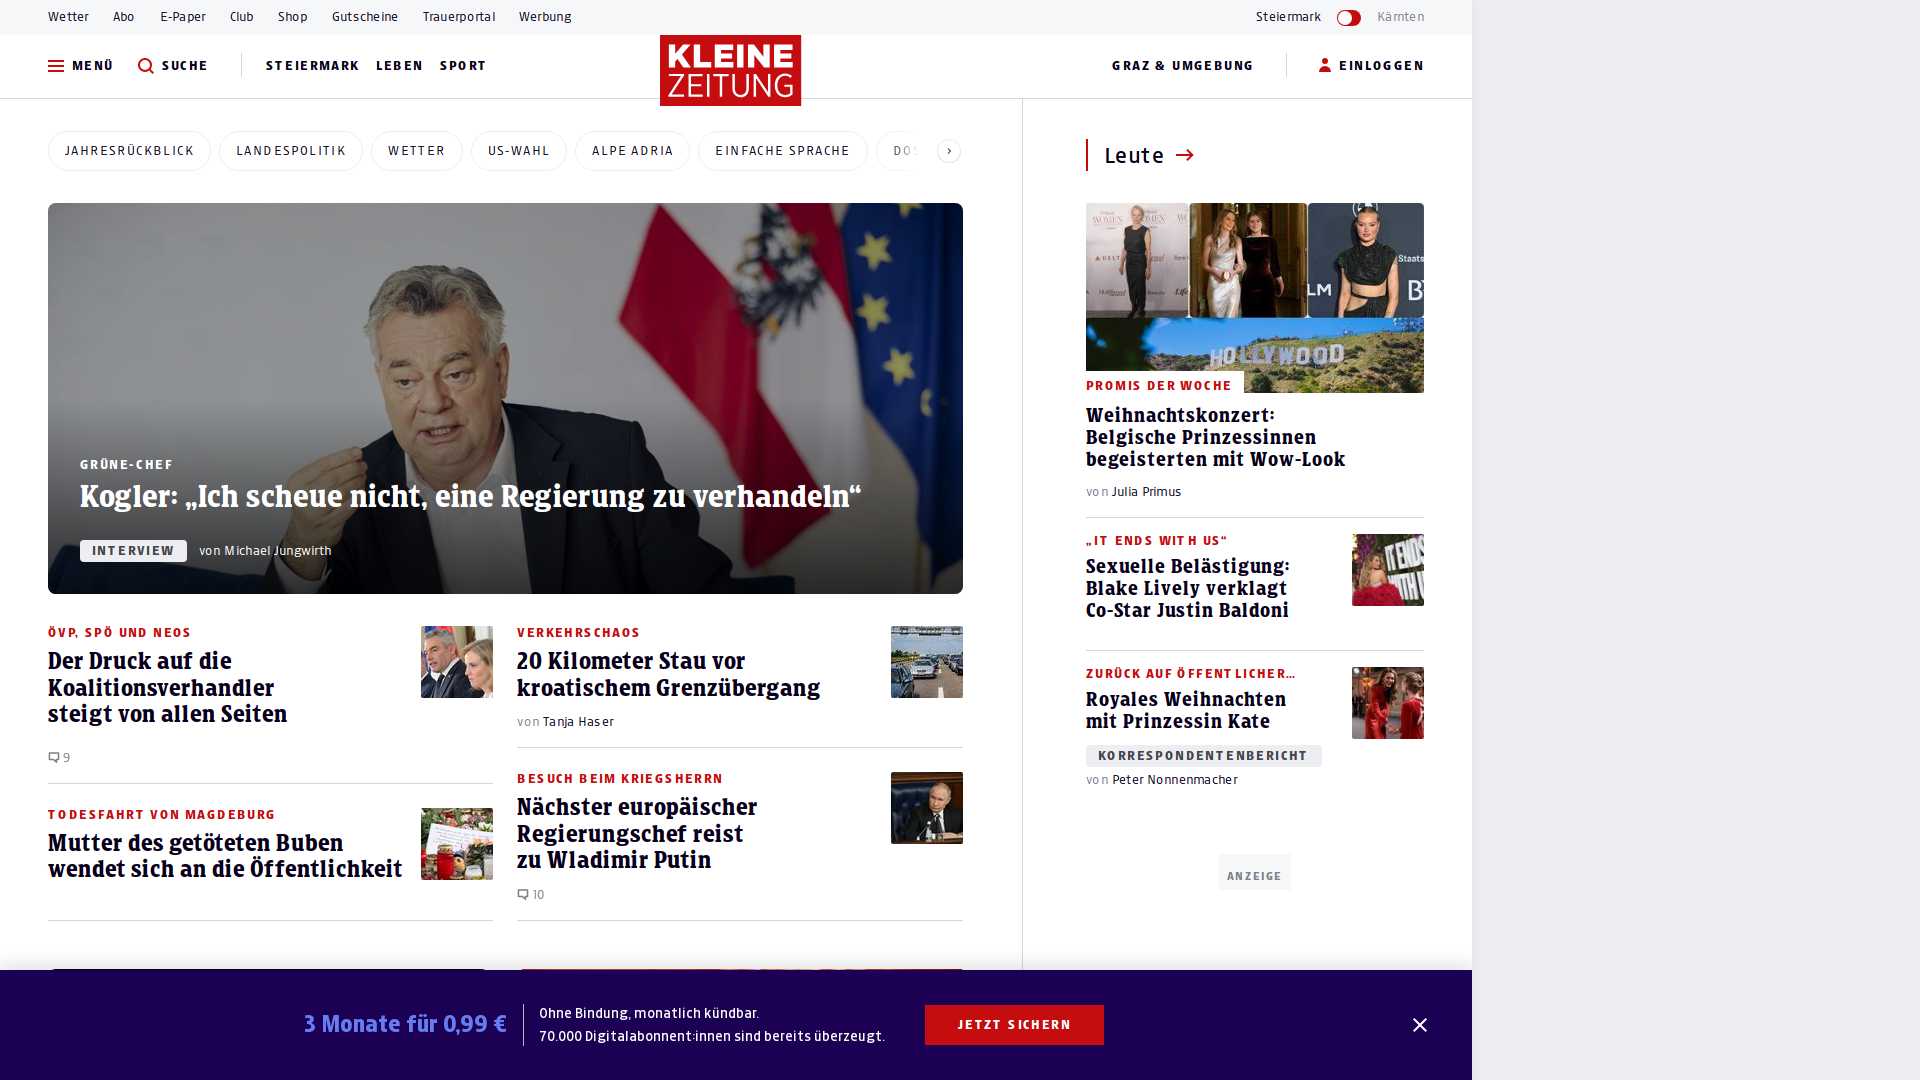 Wetter
Abo
E-Paper
Club
Shop
Gutscheine
Trauerportal
Werbung
Steiermark
Kärnten
MENÜ
SUCHE
STEIERMARK
LEBEN
SPORT
KLEINE
ZEITUNG
GRAZ & UMGEBUNG
EINLOGGEN
JAHRESRÜCKBLICK
LANDESPOLITIK
WETTER
US-WAHL
ALPE ADRIA
EINFACHE SPRACHE
GRÜNE-CHEF
Kogler: „Ich scheue nicht, eine Regierung zu verhandeln“
INTERVIEW
von Michael Jungwirth
ÖVP, SPÖ UND NEOS
Der Druck auf die
Koalitionsverhandler
steigt von allen Seiten
9
TODESFAHRT VON MAGDEBURG
Mutter des getöteten Buben
wendet sich an die Öffentlichkeit
VERKEHRSCHAOS
20 Kilometer Stau vor
kroatischem Grenzübergang
von Tanja Haser
BESUCH BEIM KRIEGSHERRN
Nächster europäischer
Regierungschef reist
zu Wladimir Putin
10
Leute
HOLLYWOOD
PROMIS DER WOCHE
Weihnachtskonzert:
Belgische Prinzessinnen
begeisterten mit Wow-Look
von Julia Primus
„IT ENDS WITH US“
Sexuelle Belästigung:
Blake Lively verklagt
Co-Star Justin Baldoni
ZURÜCK AUF ÖFFENTLICHER…
Royales Weihnachten
mit Prinzessin Kate
KORRESPONDENTENBERICHT
von Peter Nonnenmacher
ANZEIGE
3 Monate für 0,99 €
Ohne Bindung, monatlich kündbar.
70.000 Digitalabonnent:innen sind bereits überzeugt.
JETZT SICHERN